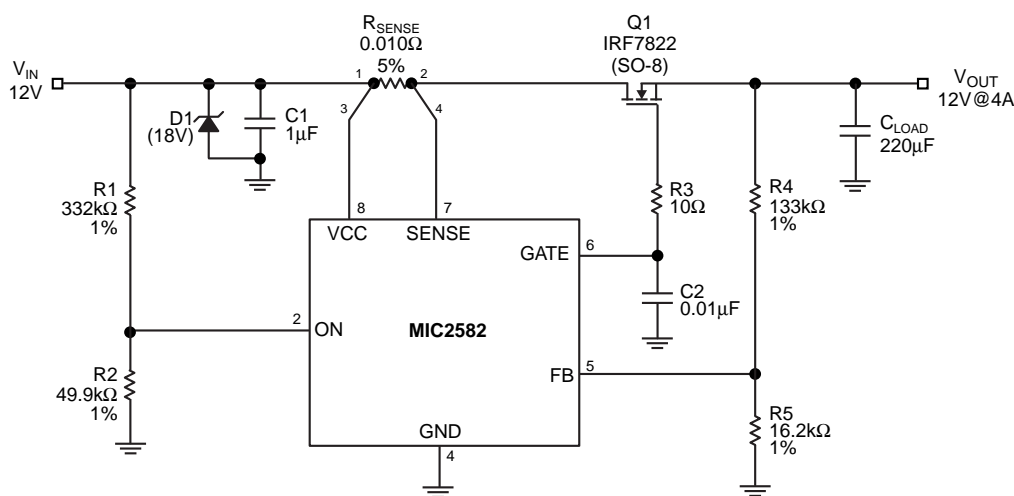 R_SENSE
0.010Ω
5%
Q1
IRF7822
(SO-8)
V_IN
12V
1
2
3
4
D1
(18V)
C1
1µF
V_OUT
12V@4A
C_LOAD
220µF
R1
332kΩ
1%
R3
10Ω
R4
133kΩ
1%
8
7
VCC
SENSE
GATE
6
C2
0.01µF
2
ON
MIC2582
FB
5
R2
49.9kΩ
1%
R5
16.2kΩ
1%
GND
4